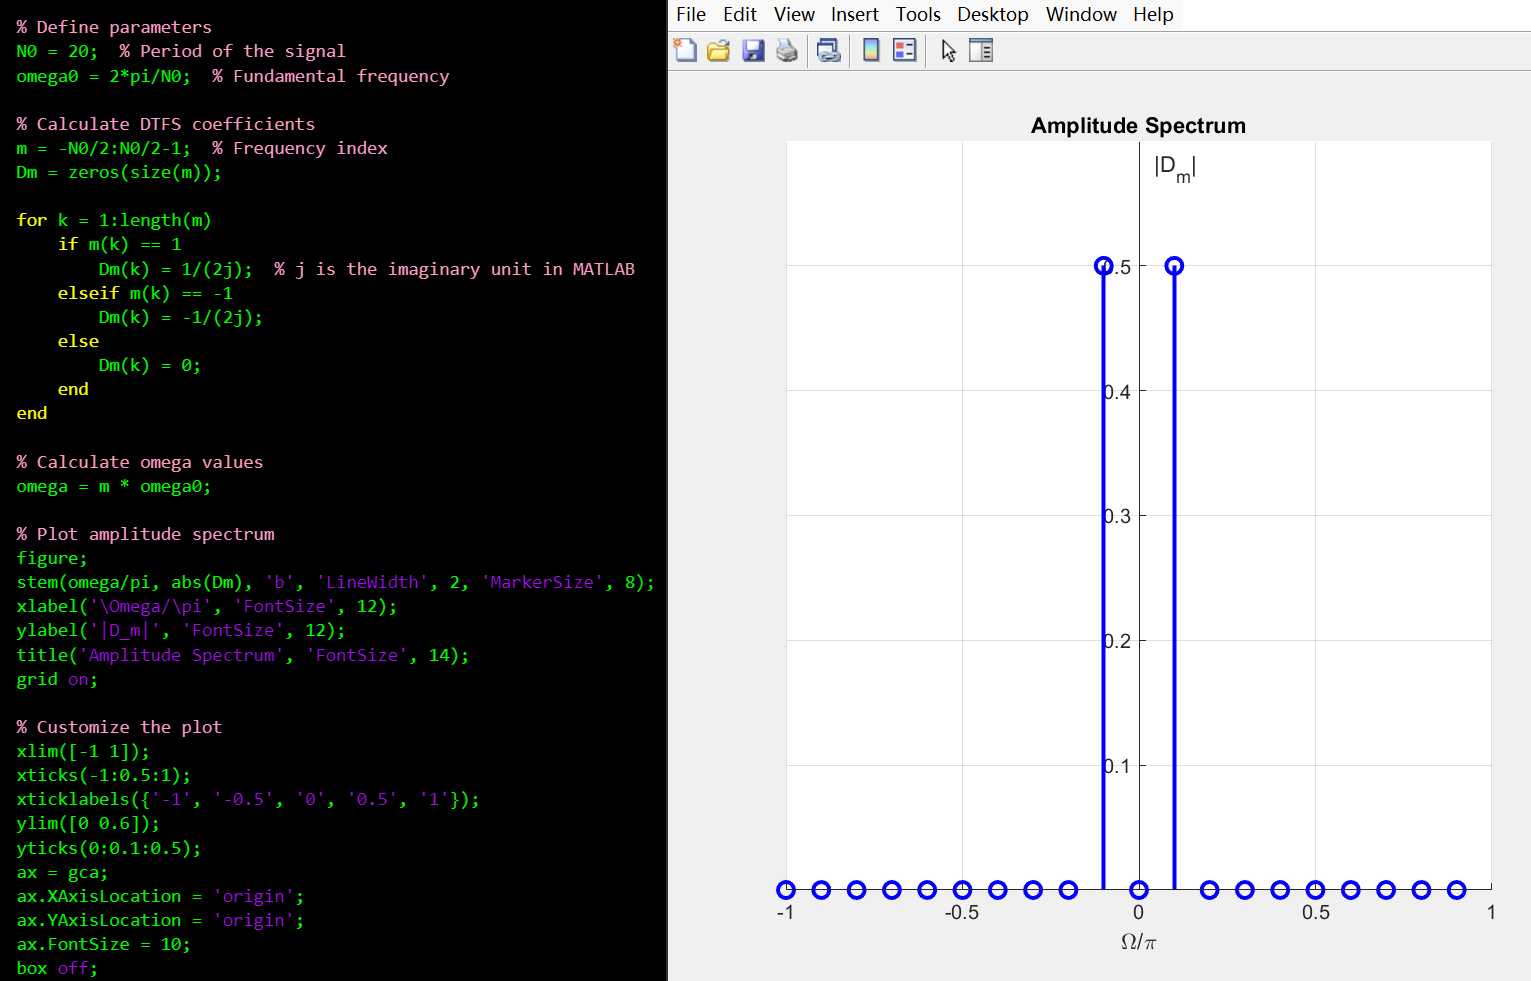 % Define parameters
N0 = 20;  % Period of the signal
omega0 = 2*pi/N0;  % Fundamental frequency
% Calculate DTFS coefficients
m = -N0/2:N0/2-1;  % Frequency index
Dm = zeros(size(m));
for k = 1:length(m)
    if m(k) == 1
        Dm(k) = 1/(2j);  % j is the imaginary unit in MATLAB
    elseif m(k) == -1
        Dm(k) = -1/(2j);
    else
        Dm(k) = 0;
    end
end
% Calculate omega values
omega = m * omega0;
% Plot amplitude spectrum
figure;
stem(omega/pi, abs(Dm), 'b', 'LineWidth', 2, 'MarkerSize', 8);
xlabel('\Omega/\pi', 'FontSize', 12);
ylabel('|D_m|', 'FontSize', 12);
title('Amplitude Spectrum', 'FontSize', 14);
grid on;
% Customize the plot
xlim([-1 1]);
xticks(-1:0.5:1);
xticklabels({'-1', '-0.5', '0', '0.5', '1'});
ylim([0 0.6]);
yticks(0:0.1:0.5);
ax = gca;
ax.XAxisLocation = 'origin';
ax.YAxisLocation = 'origin';
ax.FontSize = 10;
box off;
File Edit View Insert Tools Desktop Window Help
Amplitude Spectrum
|Dm|
0.5
0.4
0.3
0.2
0.1
-1 -0.5 0 0.5 1
Ω/π